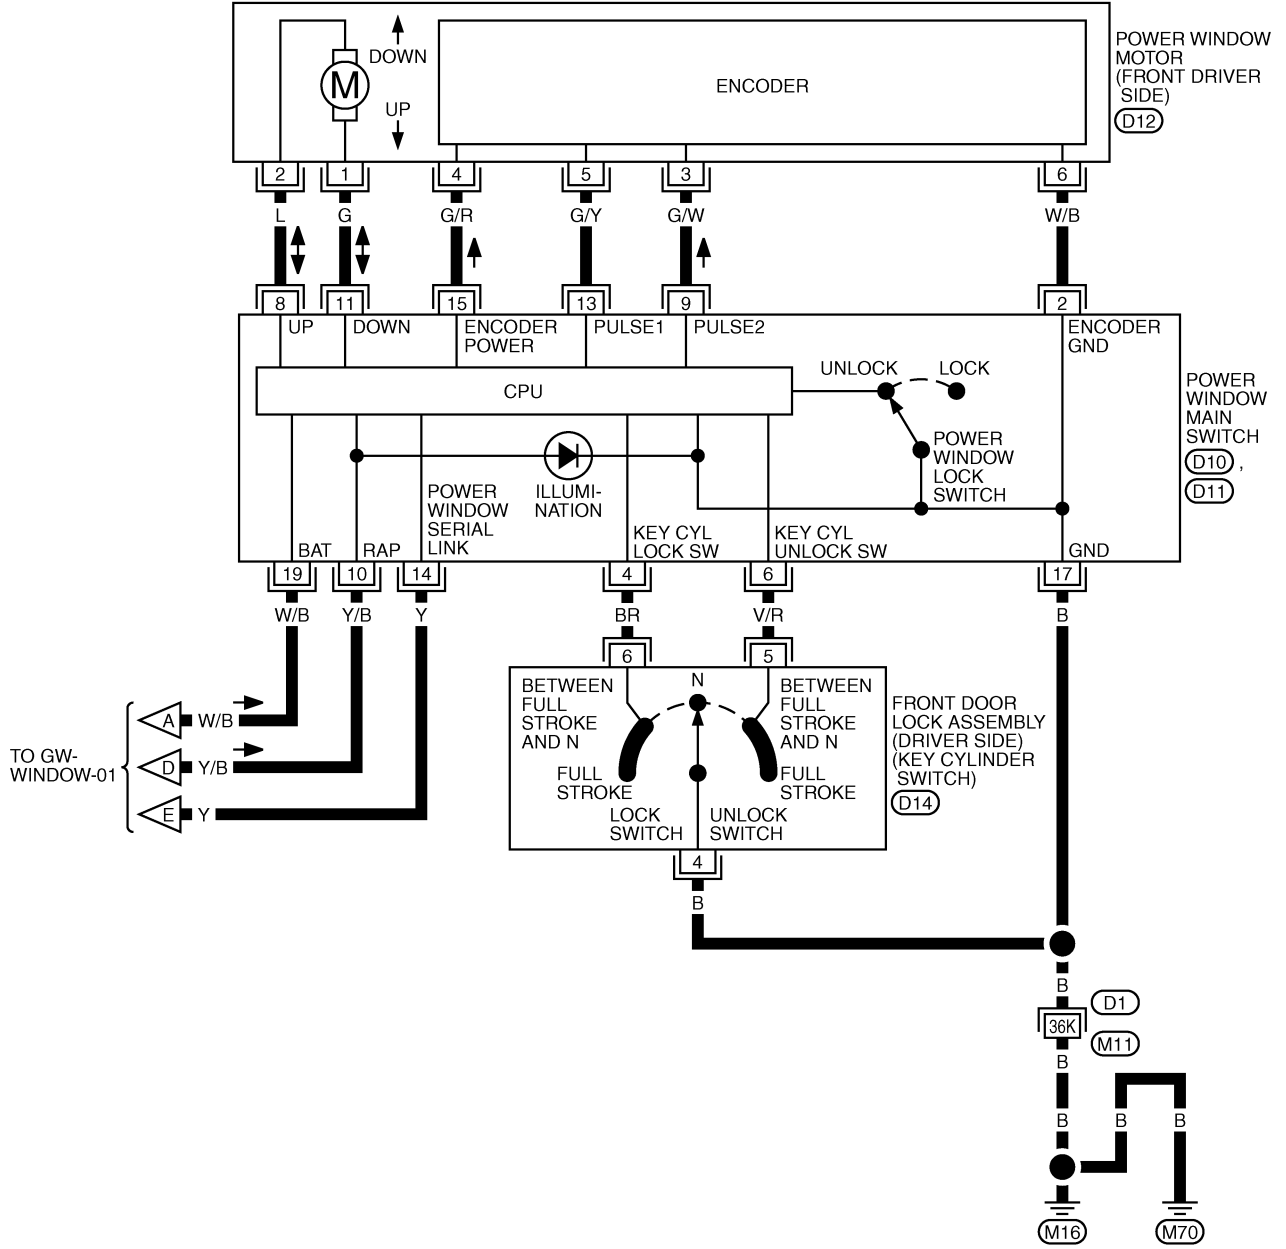 DOWN
M
UP
ENCODER
POWER WINDOW
MOTOR
(FRONT DRIVER
SIDE)
D12
2 1 4 5 3 6
L G G/R G/Y G/W W/B
8 11 15 13 9 2
UP
DOWN
ENCODER
POWER
PULSE1
PULSE2
ENCODER
GND
CPU
UNLOCK LOCK
POWER
WINDOW
MAIN
SWITCH
D10 ,
D11
POWER
WINDOW
LOCK
SWITCH
ILLUMI-
NATION
POWER
WINDOW
SERIAL
LINK
BAT
RAP
KEY CYL
LOCK SW
KEY CYL
UNLOCK SW
GND
19 10 14 4 6 17
W/B Y/B Y BR V/R B
6 5
TO GW-
WINDOW-01
A W/B
D Y/B
E Y
BETWEEN
FULL
STROKE
AND N
N
BETWEEN
FULL
STROKE
AND N
FULL
STROKE
FULL
STROKE
LOCK
SWITCH
UNLOCK
SWITCH
FRONT DOOR
LOCK ASSEMBLY
(DRIVER SIDE)
(KEY CYLINDER
SWITCH)
D14
4
B
B
D1
36K
M11
B
B B B
M16 M70